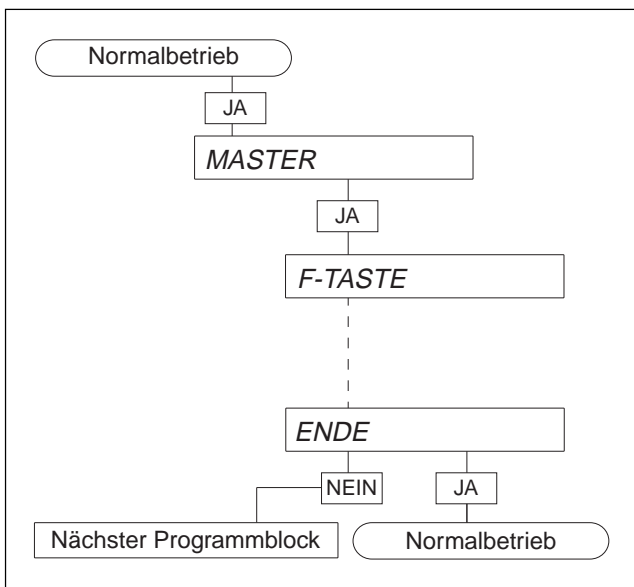 Normalbetrieb
JA
MASTER
JA
F-TASTE
ENDE
NEIN
JA
Nächster Programmblock
Normalbetrieb